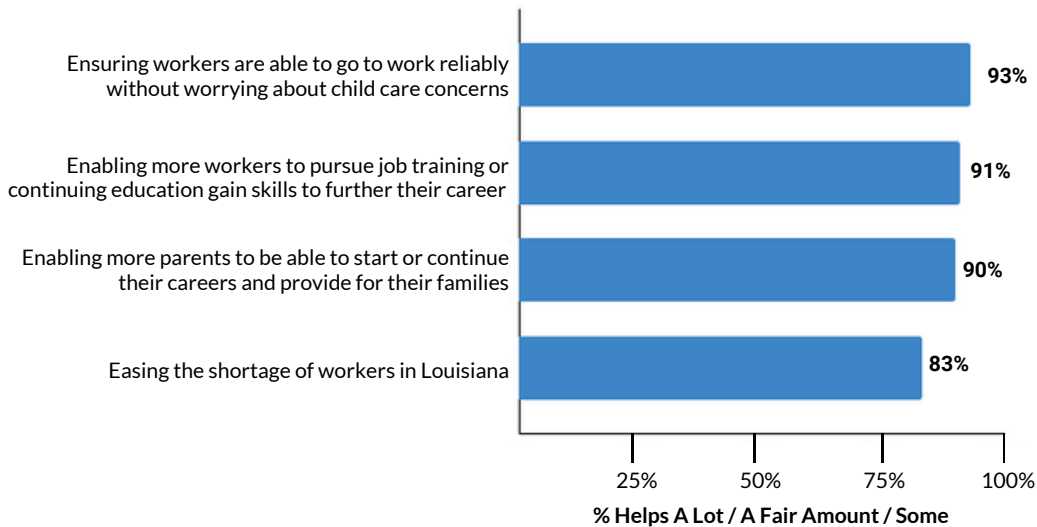 Ensuring workers are able to go to work reliably
without worrying about child care concerns
93%
Enabling more workers to pursue job training or
continuing education gain skills to further their career
91%
Enabling more parents to be able to start or continue
their careers and provide for their families
90%
Easing the shortage of workers in Louisiana
83%
25% 50% 75% 100%
% Helps A Lot / A Fair Amount / Some